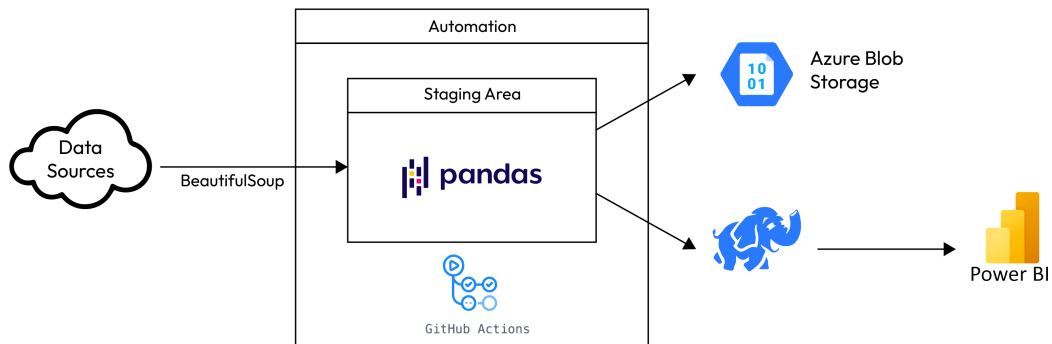 Automation
Staging Area
Data
Sources
BeautifulSoup
pandas
GitHub Actions
10
01
Azure Blob
Storage
Power BI